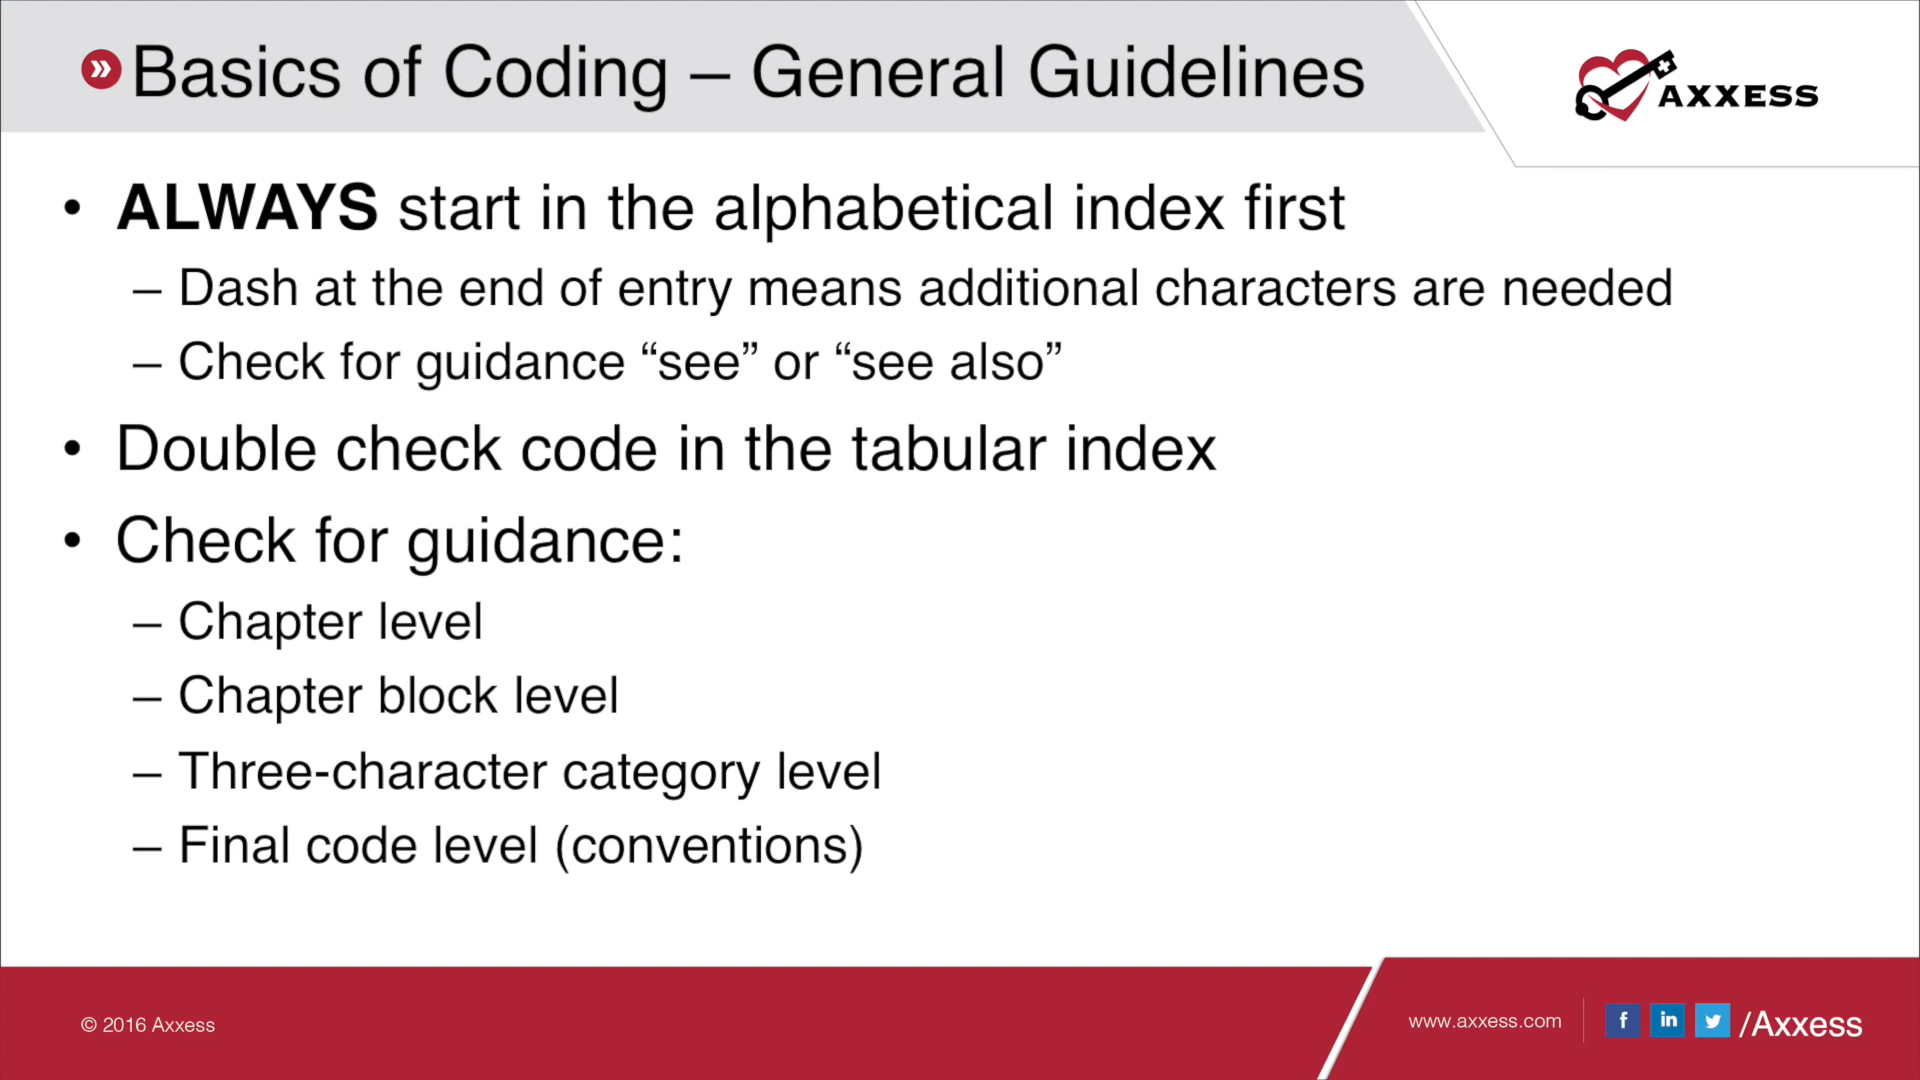 Basics of Coding – General Guidelines
AXXESS
• ALWAYS start in the alphabetical index first
– Dash at the end of entry means additional characters are needed
– Check for guidance “see” or “see also”
• Double check code in the tabular index
• Check for guidance:
– Chapter level
– Chapter block level
– Three-character category level
– Final code level (conventions)
© 2016 Axxess
www.axxess.com
f in /Axxess